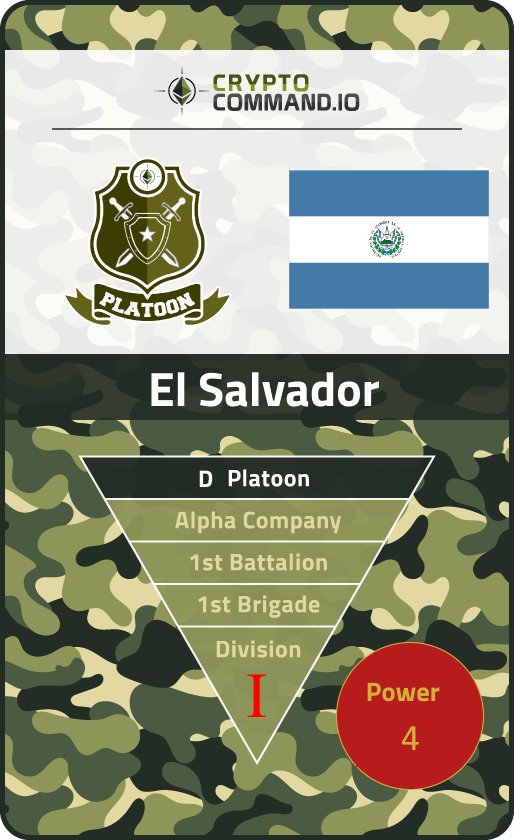 CRYPTO
COMMAND.IO
PLATOON
El Salvador
D Platoon
Alpha Company
1st Battalion
1st Brigade
Division
I
Power
4